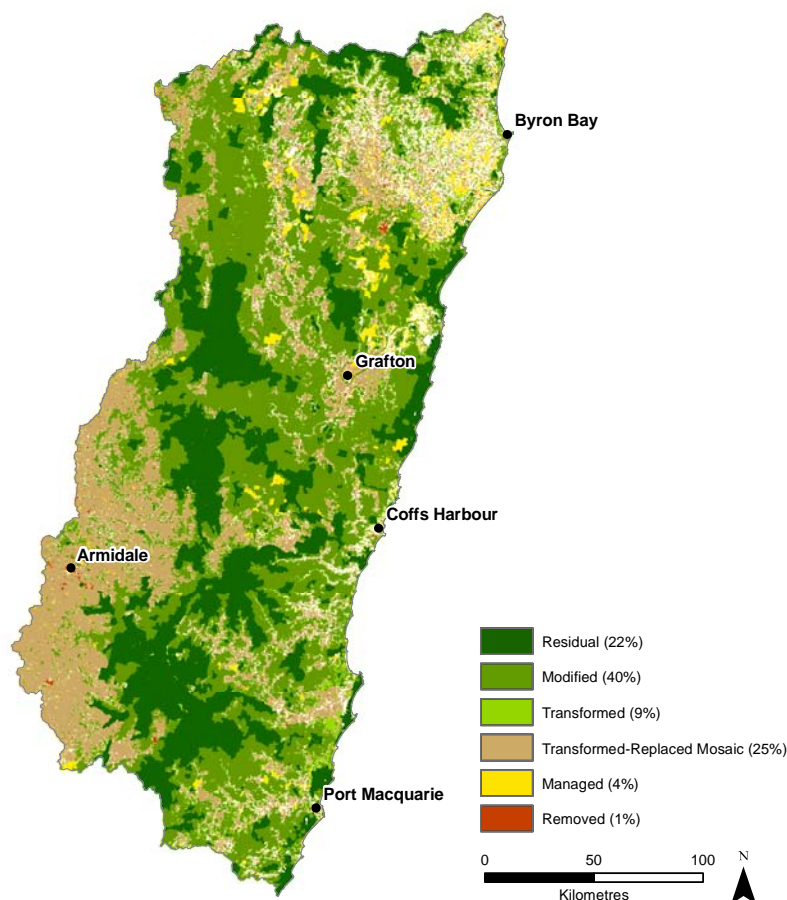 Byron Bay
Grafton
Coffs Harbour
Armidale
Port Macquarie
Residual (22%)
Modified (40%)
Transformed (9%)
Transformed-Replaced Mosaic (25%)
Managed (4%)
Removed (1%)
0 50 100
Kilometres
N